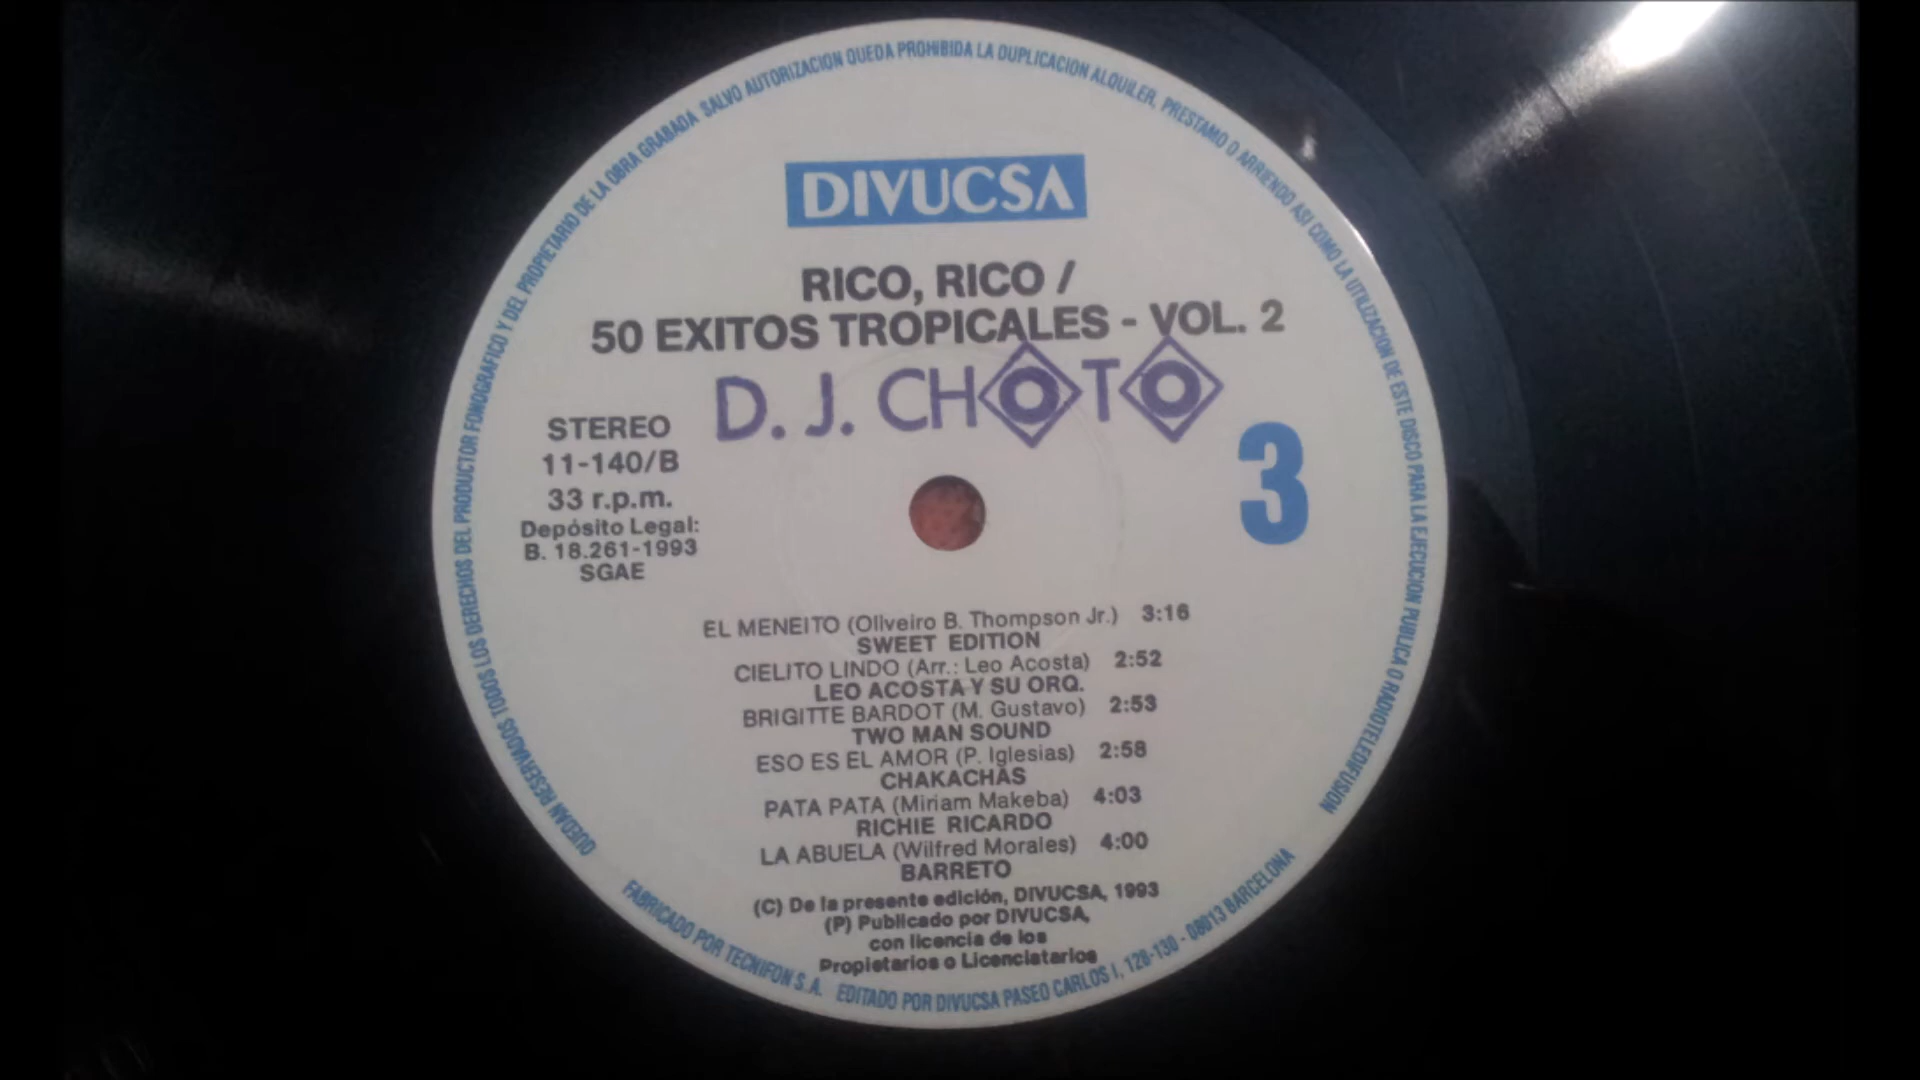 QUEDAN RESERVADOS TODOS LOS DERECHOS DEL PRODUCTOR FONOGRAFICO Y DEL PROPIETARIO DE LA OBRA GRABADA SALVO AUTORIZACION QUEDA PROHIBIDA LA DUPLICACION ALQUILER, PRESTAMO O ARRIENDO ASI COMO LA UTILIZACION DE ESTE DISCO PARA LA EJECUCION PUBLICA O RADIOTELEDIFUSION
DIVUCSA
RICO, RICO /
50 EXITOS TROPICALES - VOL. 2
D. J. CHOTO
STEREO
11-140/B
33 r.p.m.
Depósito Legal:
B. 18.261-1993
SGAE
3
EL MENEITO (Oliveiro B. Thompson Jr.) 3:16
SWEET EDITION
CIELITO LINDO (Arr.: Leo Acosta) 2:52
LEO ACOSTA Y SU ORQ.
BRIGITTE BARDOT (M. Gustavo) 2:53
TWO MAN SOUND
ESO ES EL AMOR (P. Iglesias) 2:58
CHAKACHAS
PATA PATA (Miriam Makeba) 4:03
RICHIE RICARDO
LA ABUELA (Wilfred Morales) 4:00
BARRETO
(C) De la presente edición, DIVUCSA, 1993
(P) Publicado por DIVUCSA,
con licencia de los
Propietarios o Licenciatarios
FABRICADO POR TECNIFON S.A. EDITADO POR DIVUCSA PASEO CARLOS I, 128-130 - 08013 BARCELONA